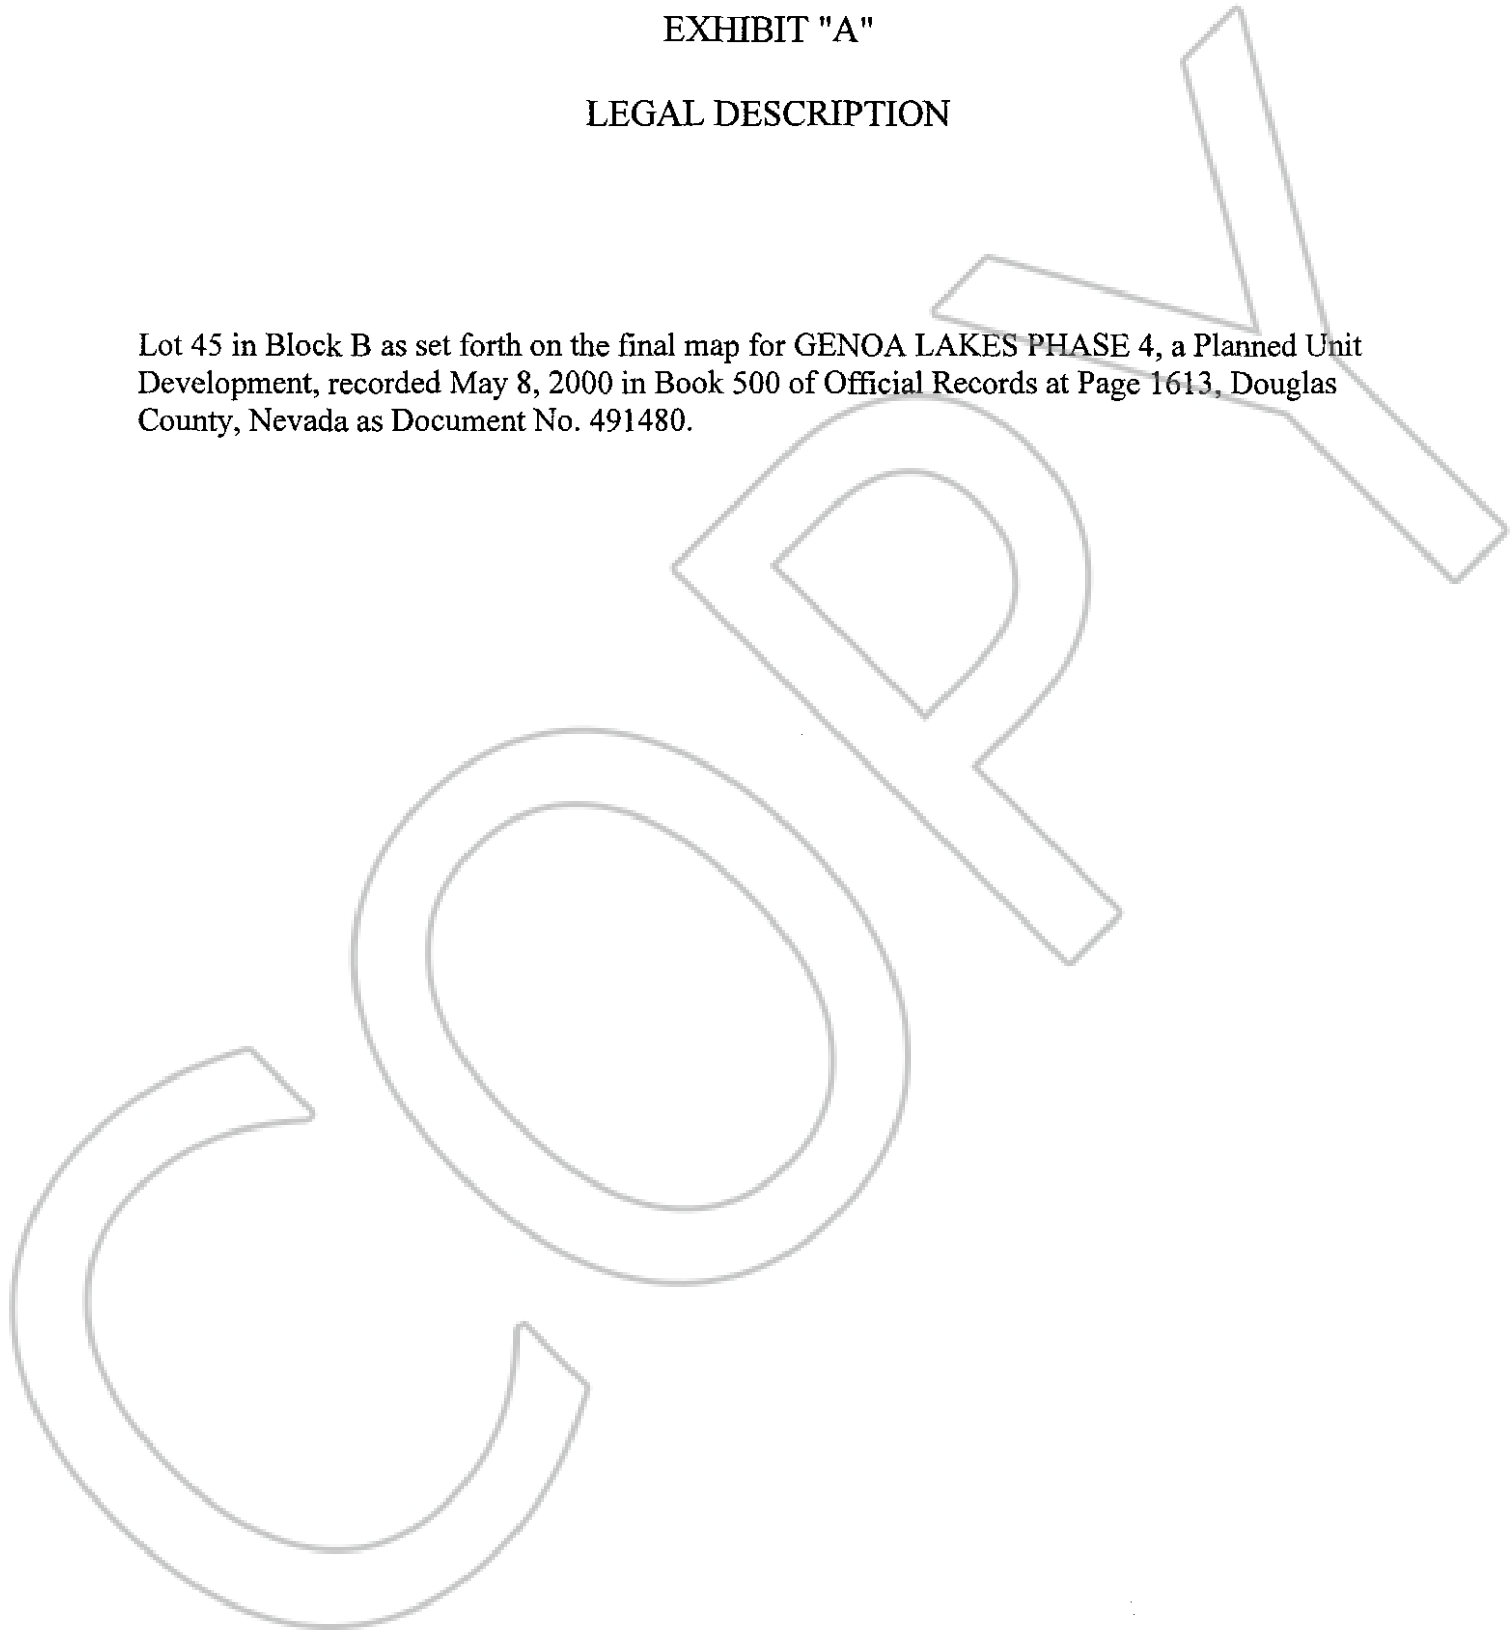 EXHIBIT "A"
LEGAL DESCRIPTION
Lot 45 in Block B as set forth on the final map for GENOA LAKES PHASE 4, a Planned Unit
Development, recorded May 8, 2000 in Book 500 of Official Records at Page 1613, Douglas
County, Nevada as Document No. 491480.
COPY